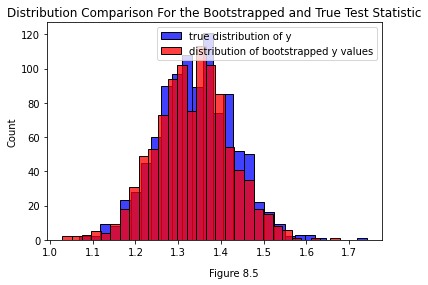 Distribution Comparison For the Bootstrapped and True Test Statistic
true distribution of y
distribution of bootstrapped y values
120
100
80
60
40
20
0
Count
1.0 1.1 1.2 1.3 1.4 1.5 1.6 1.7
Figure 8.5